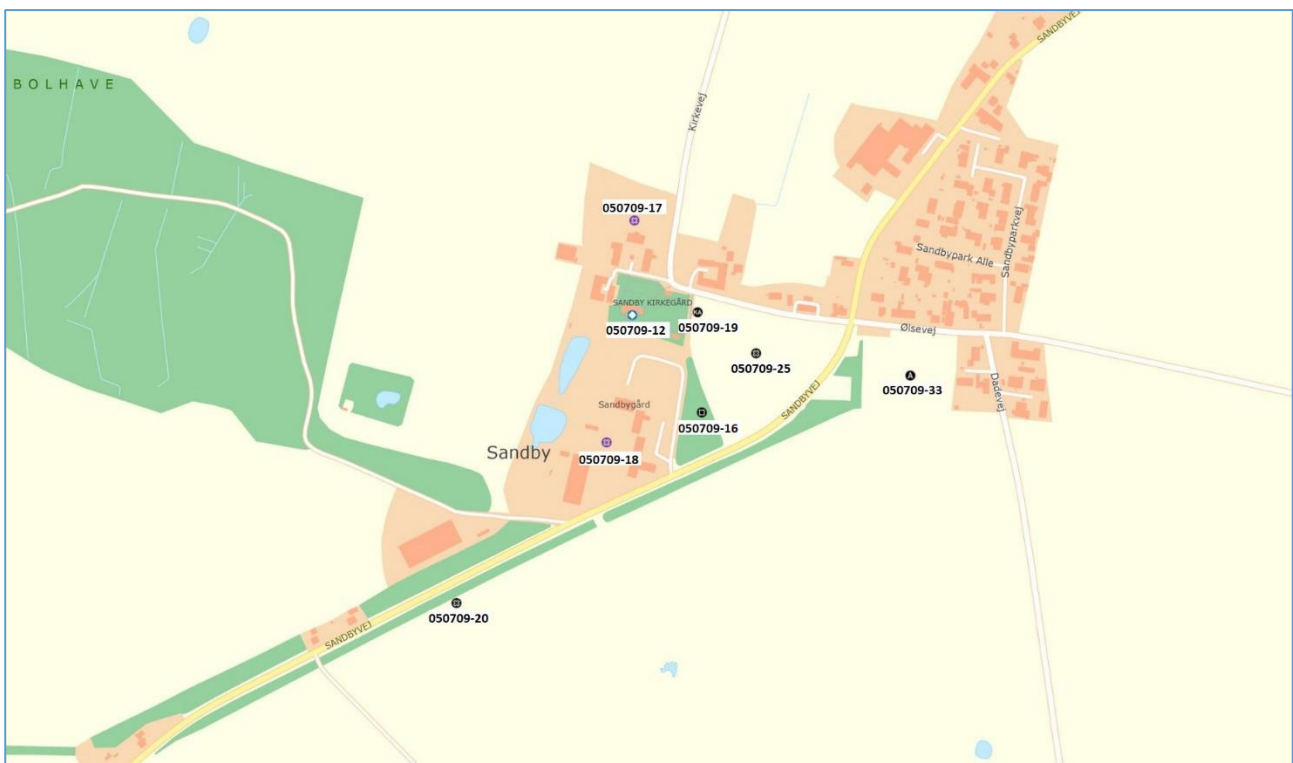 SANDBYVEJ
BOLHAVE
Kirkevej
050709-17
Sandbyparkvej
Sandbypark Alle
SANDBY KIRKEGÅRD
050709-12
050709-19
KA
Ølsevej
050709-25
A
050709-33
SANDBYVEJ
Dadevej
Sandbygård
050709-16
Sandby
050709-18
050709-20
SANDBYVEJ